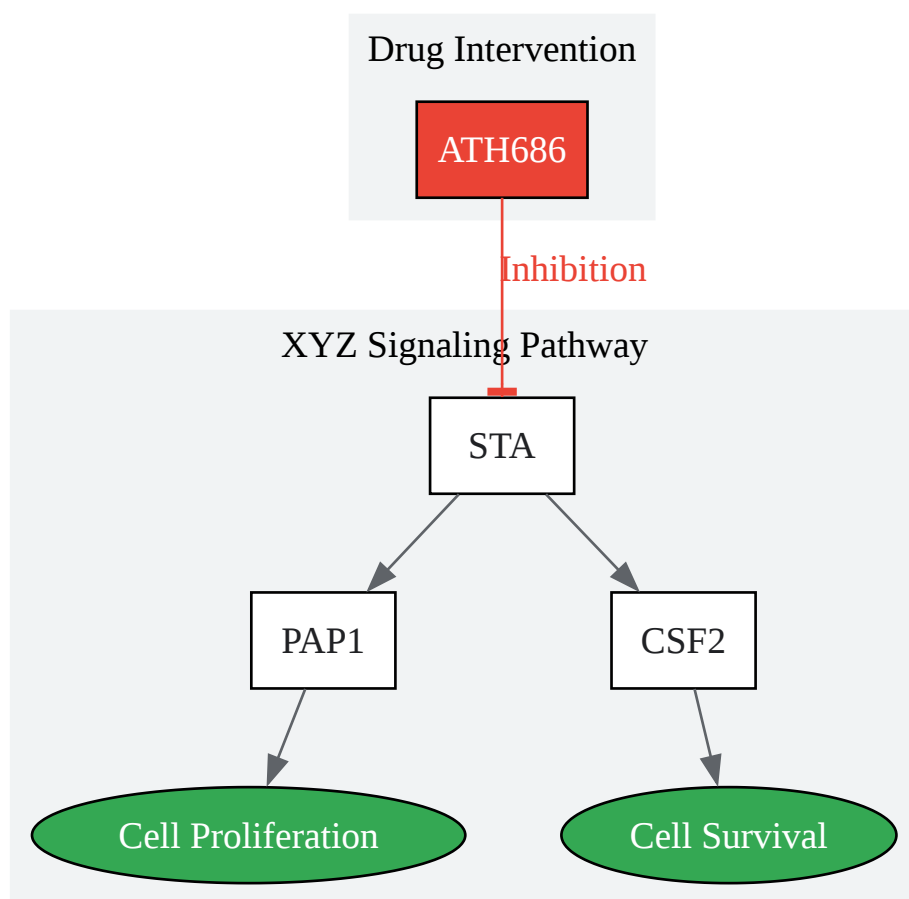 Drug Intervention
ATH686
Inhibition
XYZ Signaling Pathway
STA
PAP1
CSF2
Cell Proliferation
Cell Survival